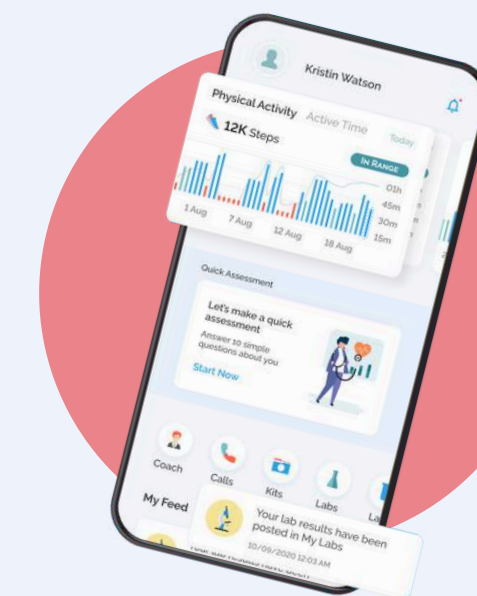 Kristin Watson
Physical Activity
Active Time
Today
12K Steps
IN RANGE
01h
45m
30m
15m
1 Aug
7 Aug
12 Aug
18 Aug
Quick Assessment
Let's make a quick
assessment
Answer 10 simple
questions about you
Start Now
Coach
Calls
Kits
Labs
My Feed
Your lab results have been
posted in My Labs
10/09/2020 12:03 AM